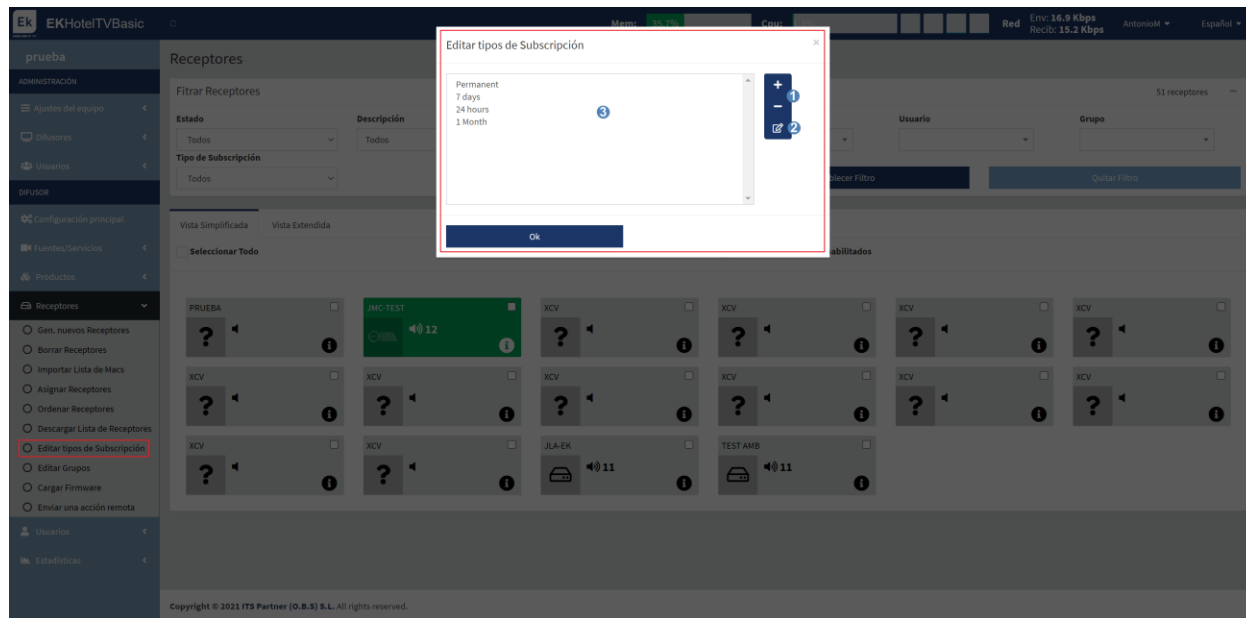 Ek EKHotelTVBasic
Mem: 35.7% Cpu: Red Env: 16.9 Kbps Recib: 15.2 Kbps AntonioM Español
prueba
ADMINISTRACIÓN
Ajustes del equipo
Difusores
Usuarios
DIFUSOR
Configuración principal
Fuentes/Servicios
Productos
Receptores
Gen. nuevos Receptores
Borrar Receptores
Importar Lista de Macs
Asignar Receptores
Ordenar Receptores
Descargar Lista de Receptores
Editar tipos de Subscripción
Editar Grupos
Cargar Firmware
Enviar una acción remota
Usuarios
Estadísticas
Receptores
Fitrar Receptores 51 receptores
Estado Descripción Usuario Grupo
Todos Todos
Tipo de Subscripción
Todos
blecer Filtro Quitar Filtro
Editar tipos de Subscripción ×
Permanent
7 days
24 hours
1 Month
1
2
3
Ok
Vista Simplificada Vista Extendida
Seleccionar Todo abilitados
PRUEBA JMC-TEST XCV XCV XCV XCV
12
XCV XCV XCV XCV XCV XCV
XCV XCV JLA-EK TEST AMB
11 11
Copyright © 2021 ITS Partner (O.B.S) S.L. All rights reserved.